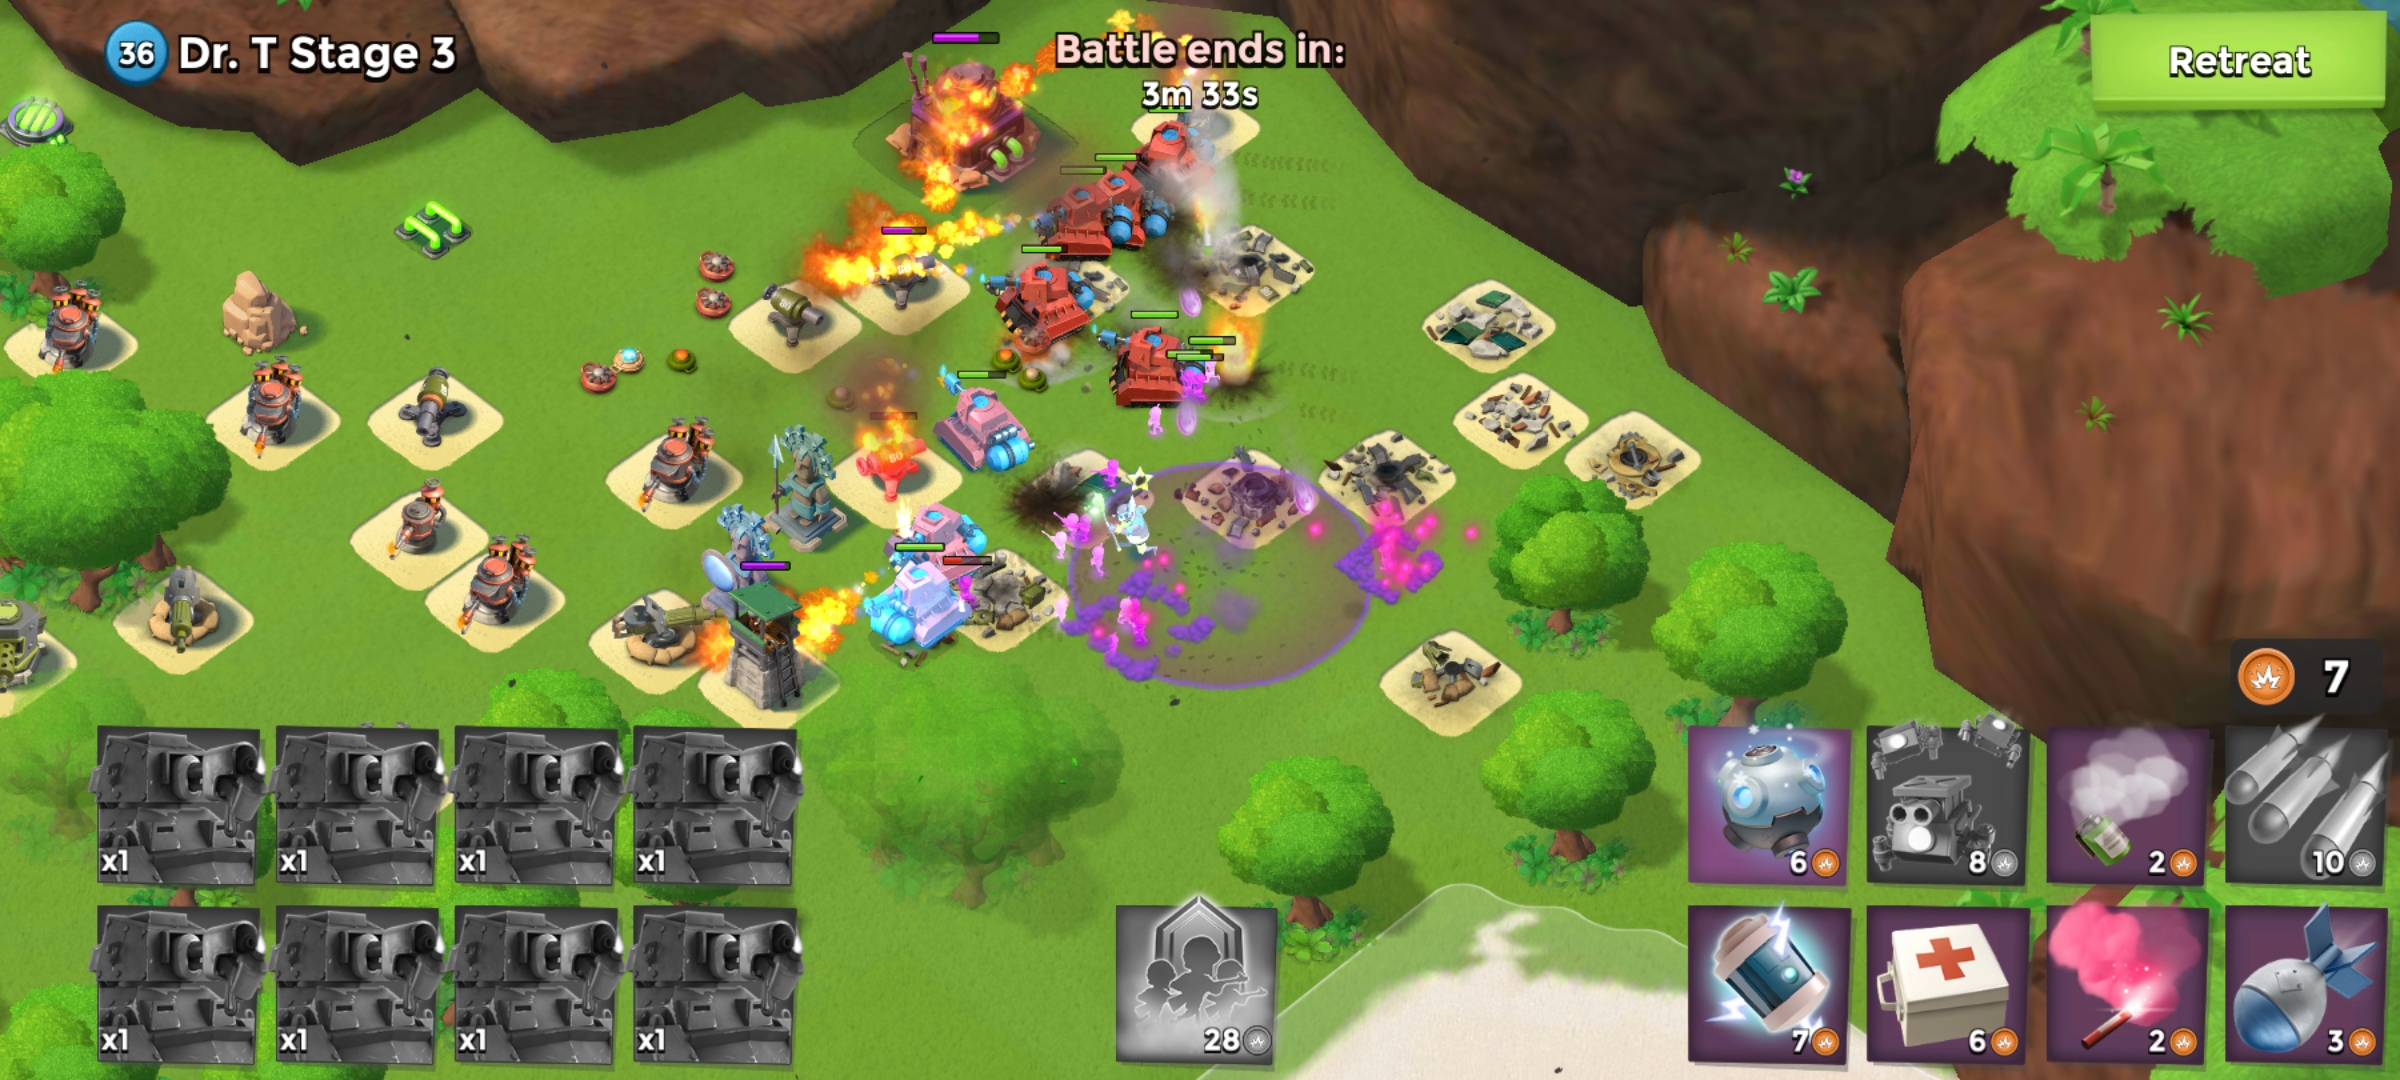 36 Dr. T Stage 3
Battle ends in:
3m 33s
Retreat
7
x1 x1 x1 x1
6 8 2 10
x1 x1 x1 x1
28
7 6 2 3